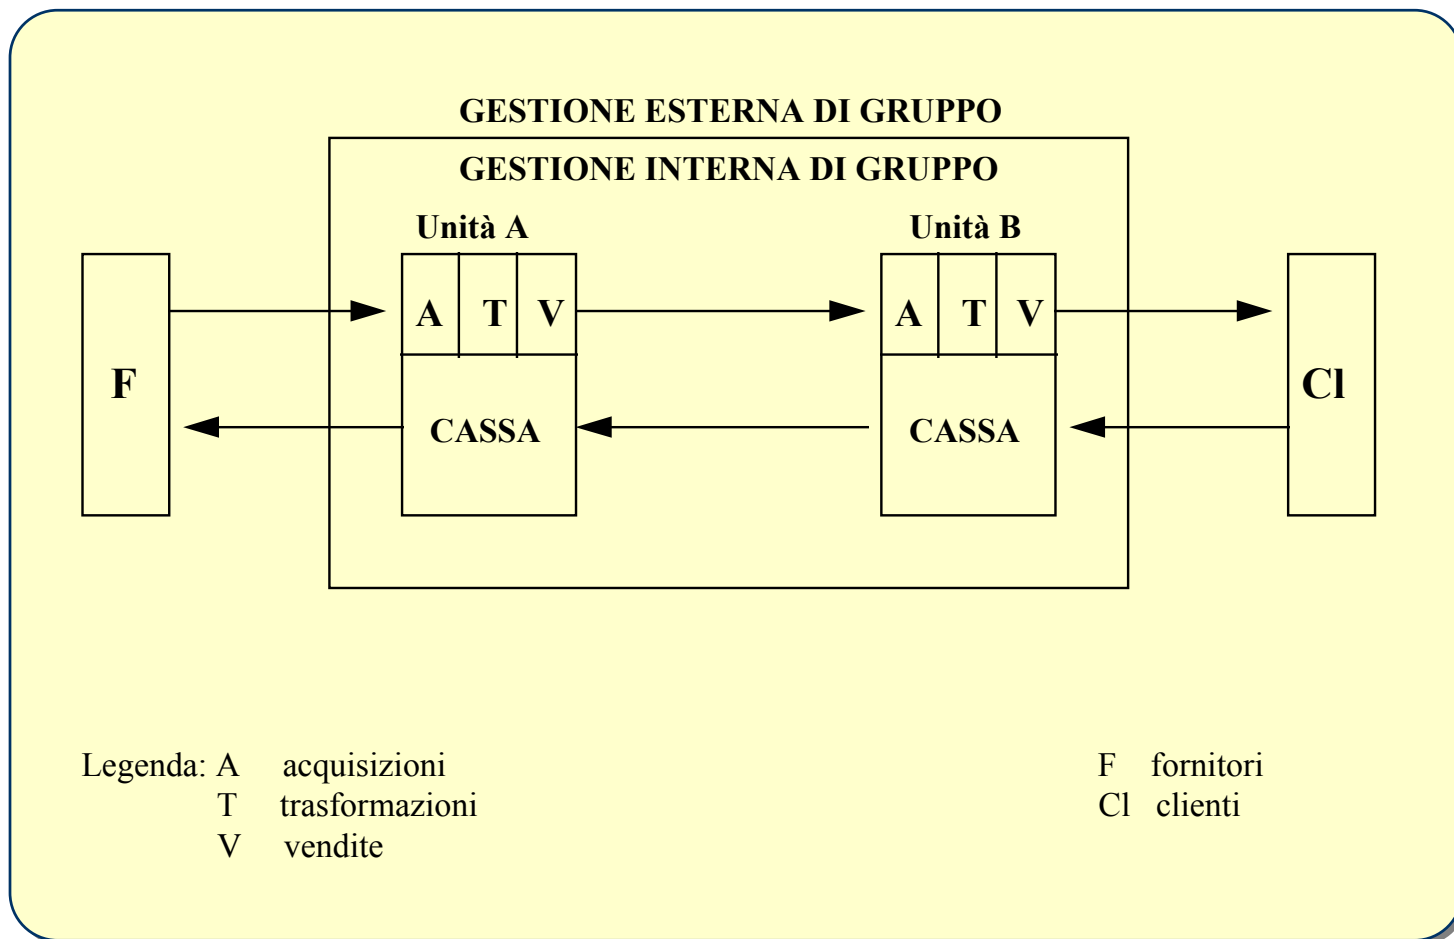 GESTIONE ESTERNA DI GRUPPO
GESTIONE INTERNA DI GRUPPO
Unità A Unità B
A T V A T V
F Cl
CASSA CASSA
Legenda: A acquisizioni F fornitori
T trasformazioni Cl clienti
V vendite